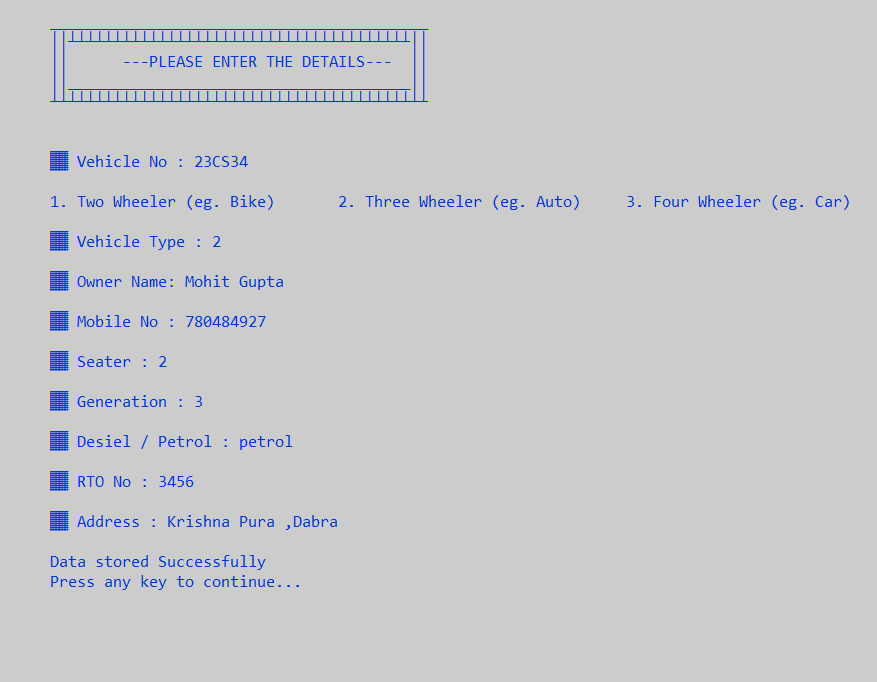 ---PLEASE ENTER THE DETAILS---
Vehicle No : 23CS34
1. Two Wheeler (eg. Bike) 2. Three Wheeler (eg. Auto) 3. Four Wheeler (eg. Car)
Vehicle Type : 2
Owner Name: Mohit Gupta
Mobile No : 780484927
Seater : 2
Generation : 3
Desiel / Petrol : petrol
RTO No : 3456
Address : Krishna Pura ,Dabra
Data stored Successfully
Press any key to continue...